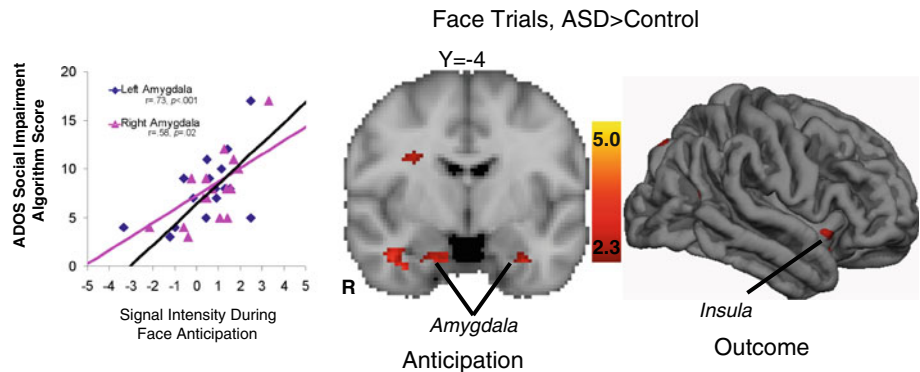 Face Trials, ASD>Control
ADOS Social Impairment
Algorithm Score
20
15
10
5
0
Left Amygdala
r=.73, p<.001
Right Amygdala
r=.58, p=.02
-5 -4 -3 -2 -1 0 1 2 3 4 5
Signal Intensity During
Face Anticipation
Y=-4
R
Amygdala
Anticipation
5.0
2.3
Insula
Outcome